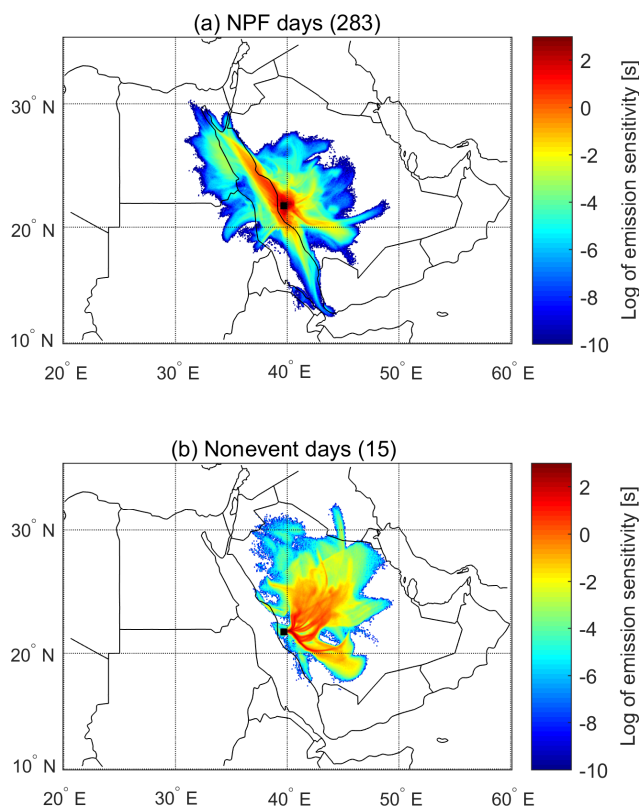 (a) NPF days (283)
30° N
20° N
10° N
20° E
30° E
40° E
50° E
60° E
2
0
-2
-4
-6
-8
-10
Log of emission sensitivity [s]
(b) Nonevent days (15)
30° N
20° N
10° N
20° E
30° E
40° E
50° E
60° E
2
0
-2
-4
-6
-8
-10
Log of emission sensitivity [s]